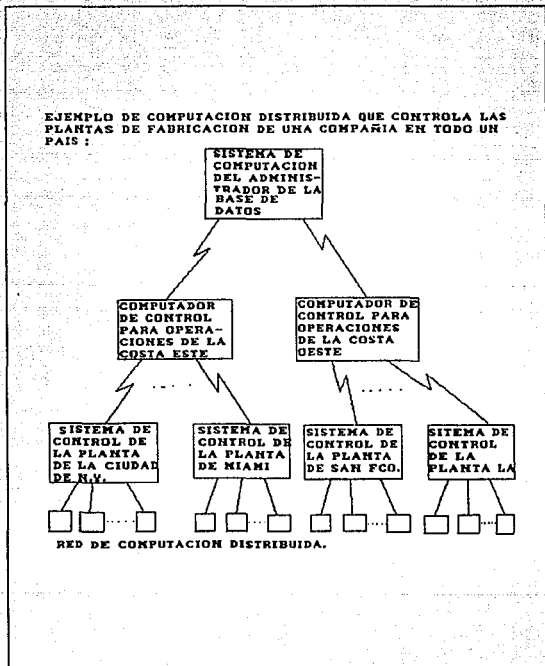 EJEMPLO DE COMPUTACION DISTRIBUIDA QUE CONTROLA LAS
PLANTAS DE FABRICACION DE UNA COMPAÑIA EN TODO UN
PAIS :
SISTEMA DE
COMPUTACION
DEL ADMINIS-
TRADOR DE LA
BASE DE
DATOS
COMPUTADOR
DE CONTROL
PARA OPERA-
CIONES DE LA
COSTA ESTE
COMPUTADOR DE
CONTROL PARA
OPERACIONES
DE LA COSTA
OESTE
SISTEMA DE
CONTROL DE
LA PLANTA
DE LA CIUDAD
DE N.Y.
SISTEMA DE
CONTROL DE
LA PLANTA
DE MIAMI
SISTEMA DE
CONTROL DE
LA PLANTA
DE SAN FCO.
SITEMA DE
CONTROL
DE LA
PLANTA LA
RED DE COMPUTACION DISTRIBUIDA.